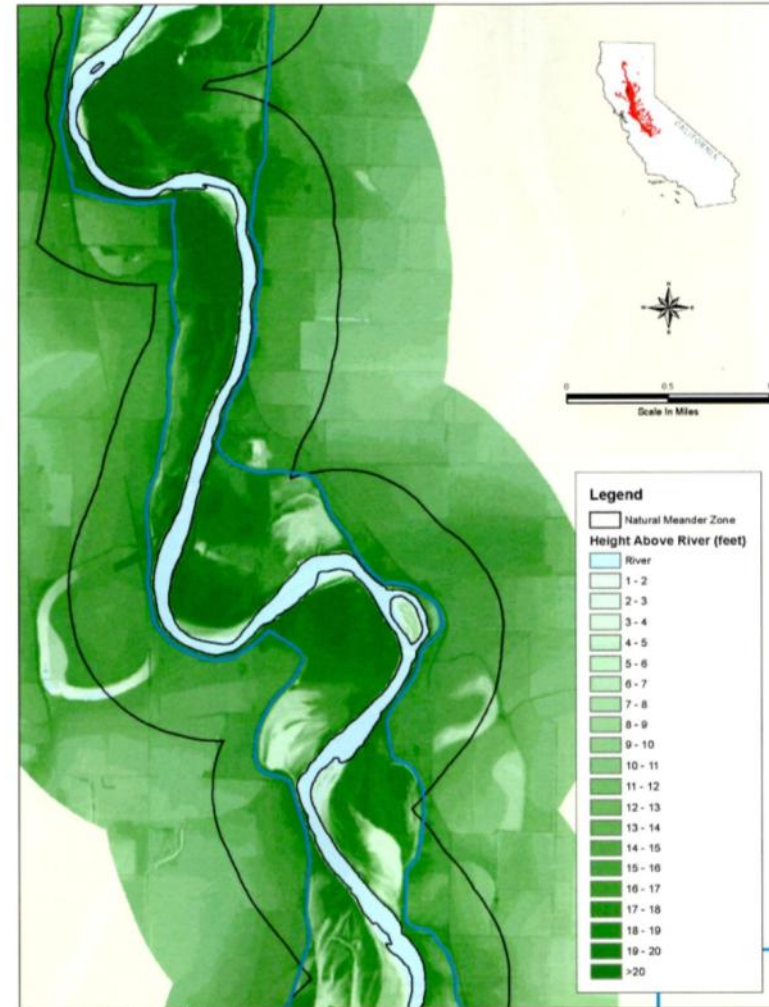 CALIFORNIA
0
0.5
Scale In Miles
Legend
Natural Meander Zone
Height Above River (feet)
River
1 - 2
2 - 3
3 - 4
4 - 5
5 - 6
6 - 7
7 - 8
8 - 9
9 - 10
10 - 11
11 - 12
12 - 13
13 - 14
14 - 15
15 - 16
16 - 17
17 - 18
18 - 19
19 - 20
>20